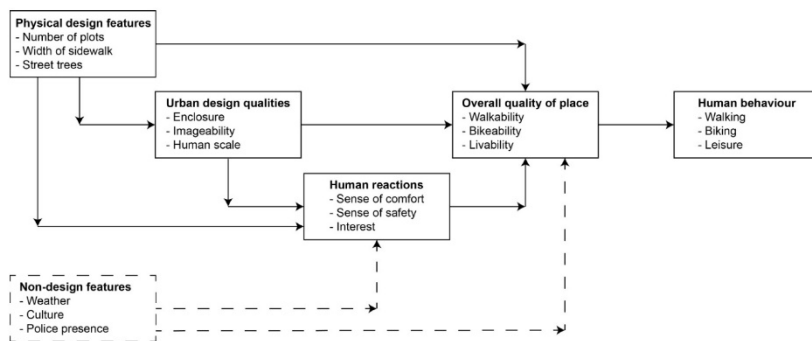 Physical design features
- Number of plots
- Width of sidewalk
- Street trees
Urban design qualities
- Enclosure
- Imageability
- Human scale
Overall quality of place
- Walkability
- Bikeability
- Livability
Human behaviour
- Walking
- Biking
- Leisure
Human reactions
- Sense of comfort
- Sense of safety
- Interest
Non-design features
- Weather
- Culture
- Police presence